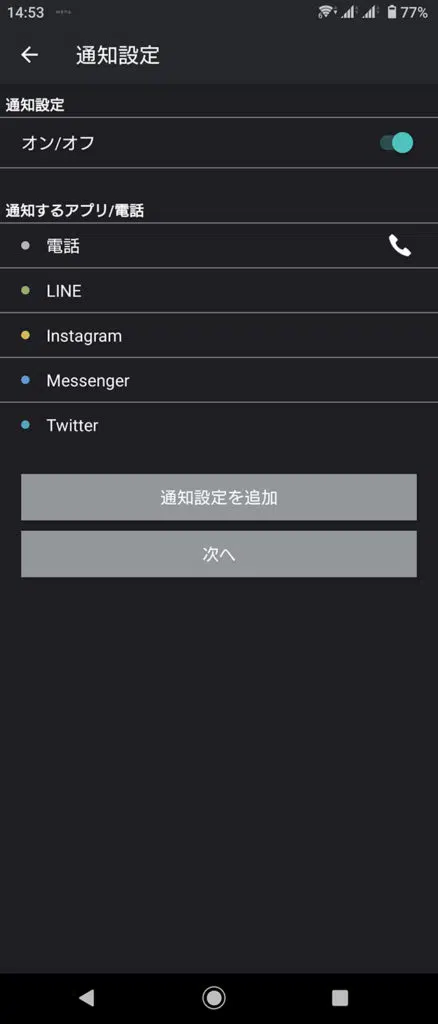 14:53
77%
通知設定
通知設定
オン/オフ
通知するアプリ/電話
電話
LINE
Instagram
Messenger
Twitter
通知設定を追加
次へ